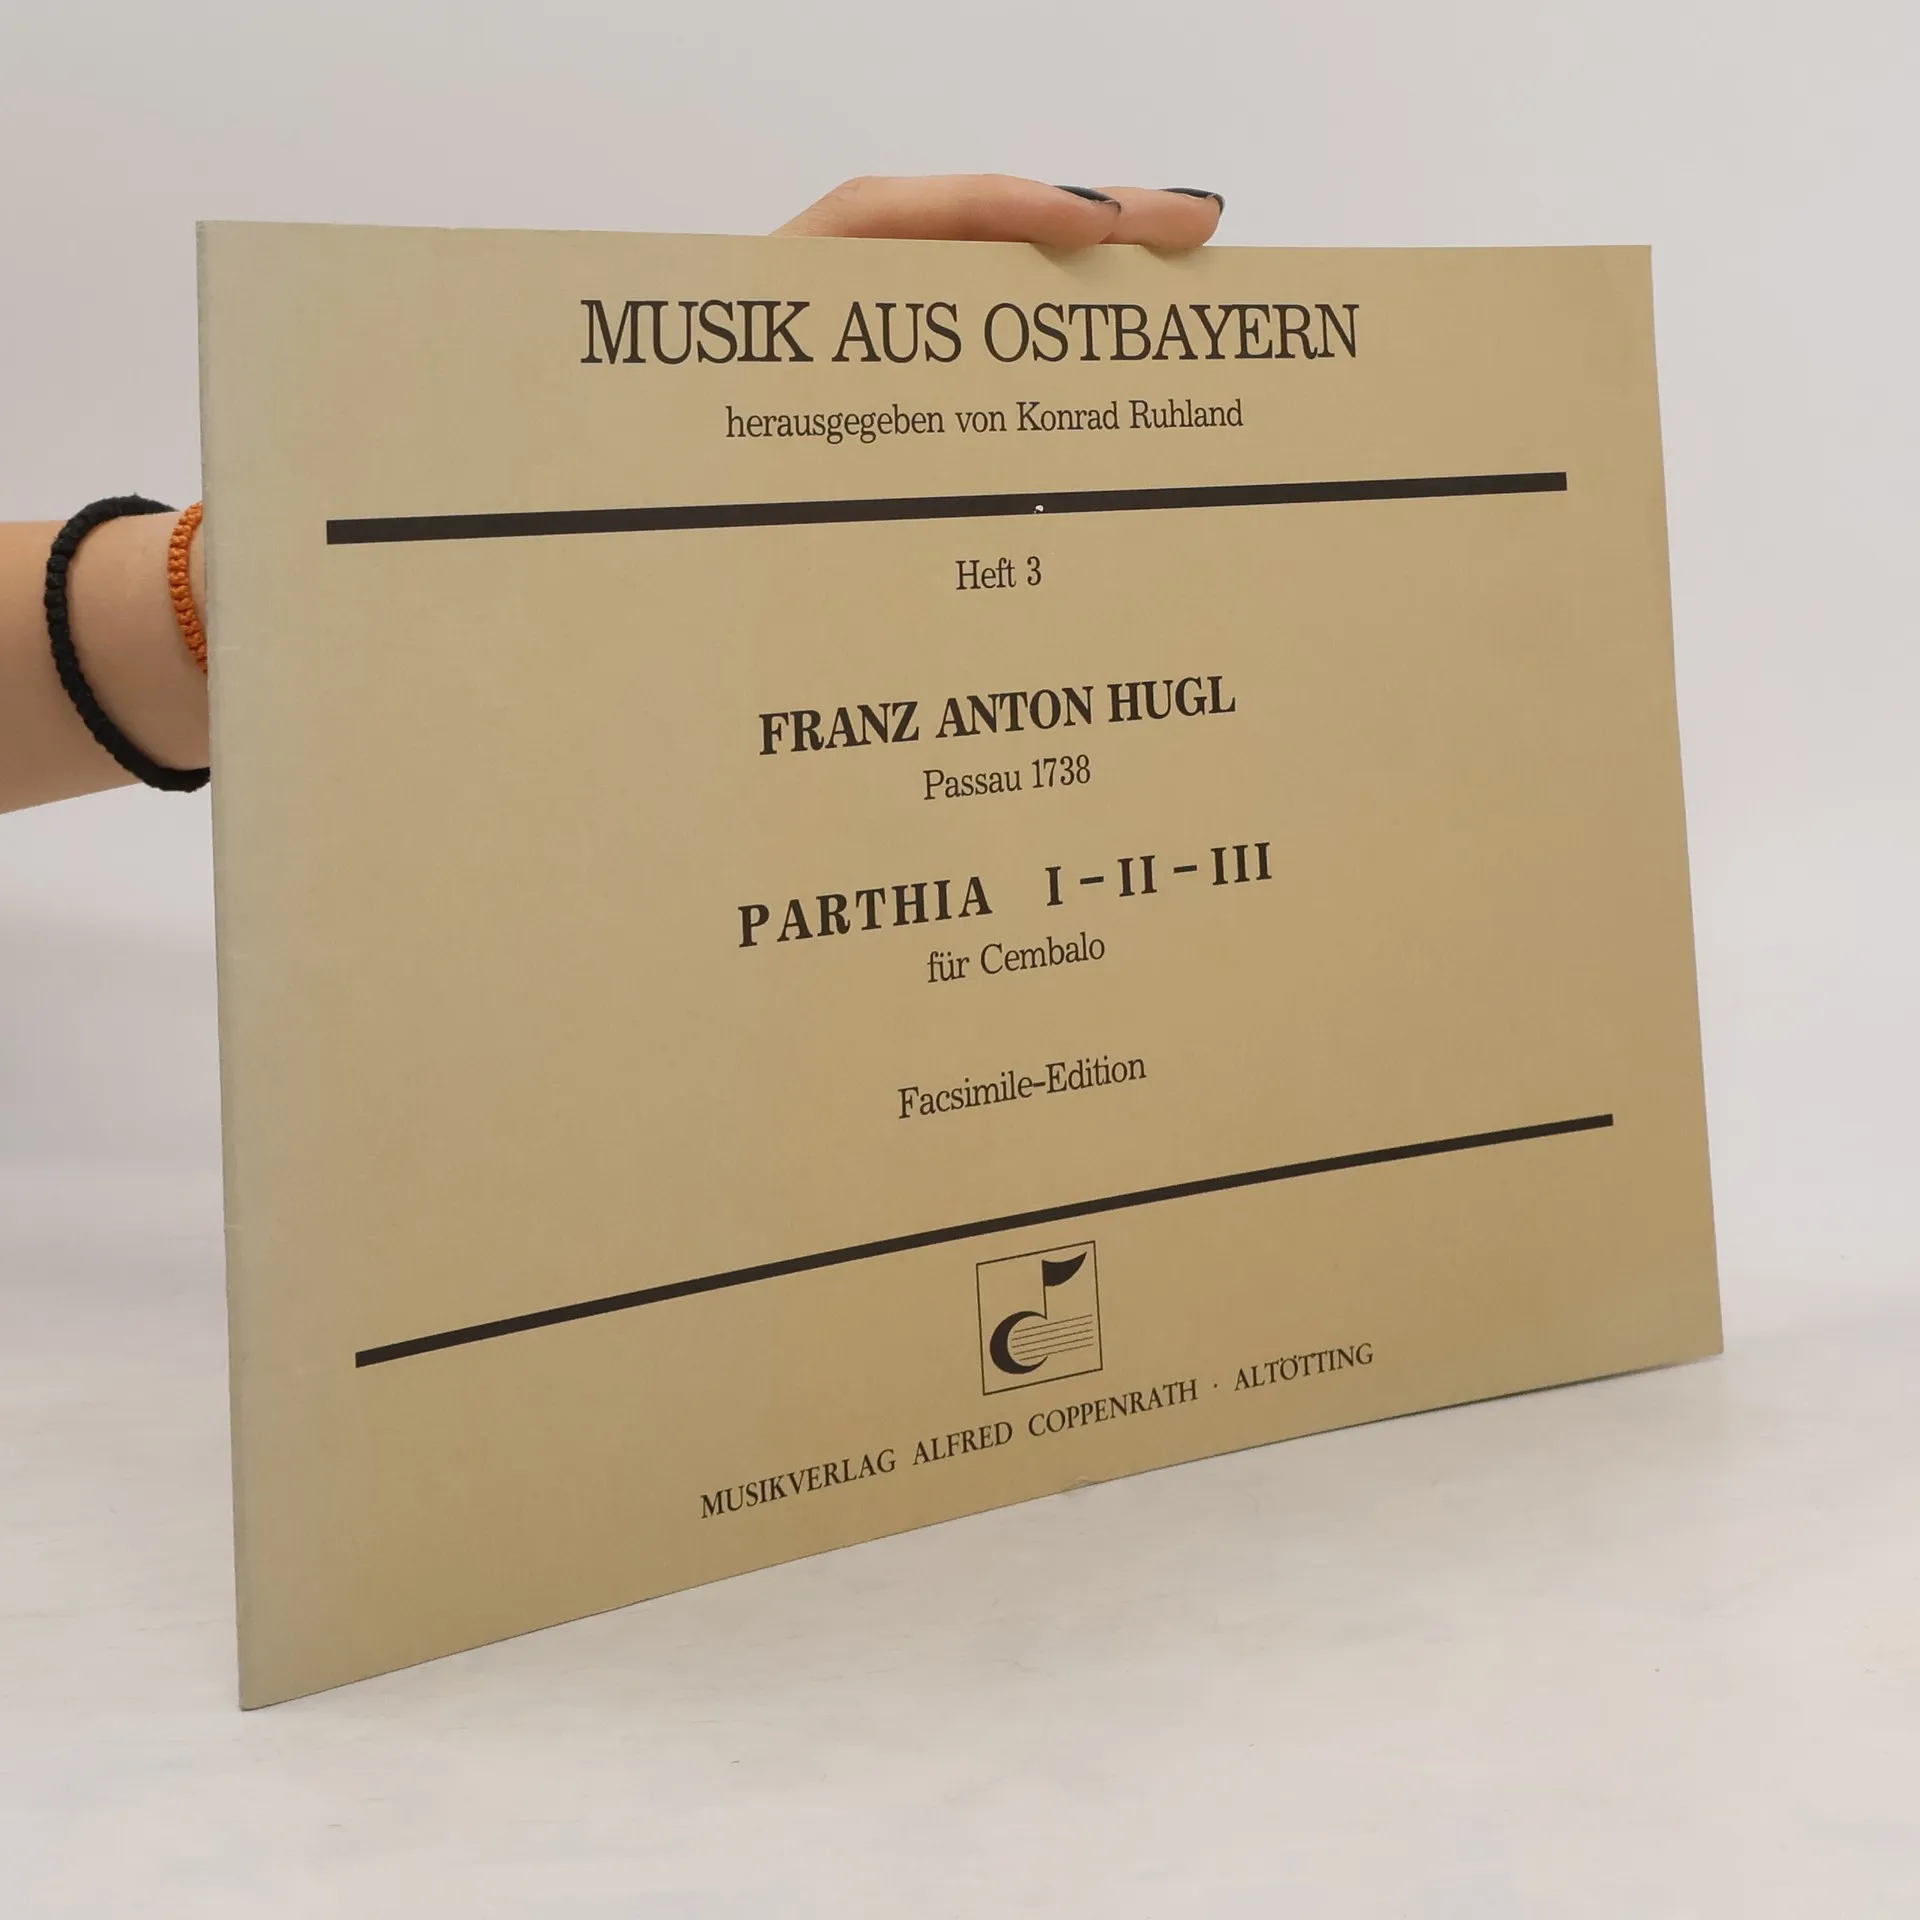 MUSIK AUS OSTBAYERN
herausgegeben von Konrad Ruhland
Heft 3
FRANZ ANTON HUGL
Passau 1738
PARTHIA I – II – III
für Cembalo
Facsimile-Edition
MUSIKVERLAG ALFRED COPPENRATH · ALTÖTTING